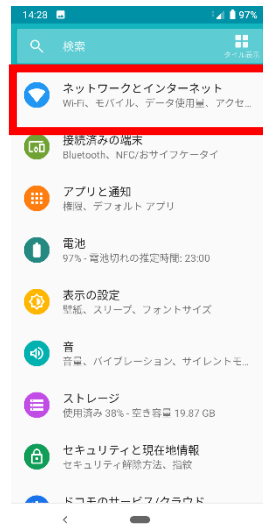 14:28 97%
検索
タイル表示
ネットワークとインターネット
Wi-Fi、モバイル、データ使用量、アクセ...
接続済みの端末
Bluetooth、NFC/おサイフケータイ
アプリと通知
権限、デフォルト アプリ
電池
97% - 電池切れの推定時間: 23:00
表示の設定
壁紙、スリープ、フォントサイズ
音
音量、バイブレーション、サイレントモ...
ストレージ
使用済み 38% - 空き容量 19.87 GB
セキュリティと現在地情報
セキュリティ解除方法、指紋
ドコモのサービス/クラウド